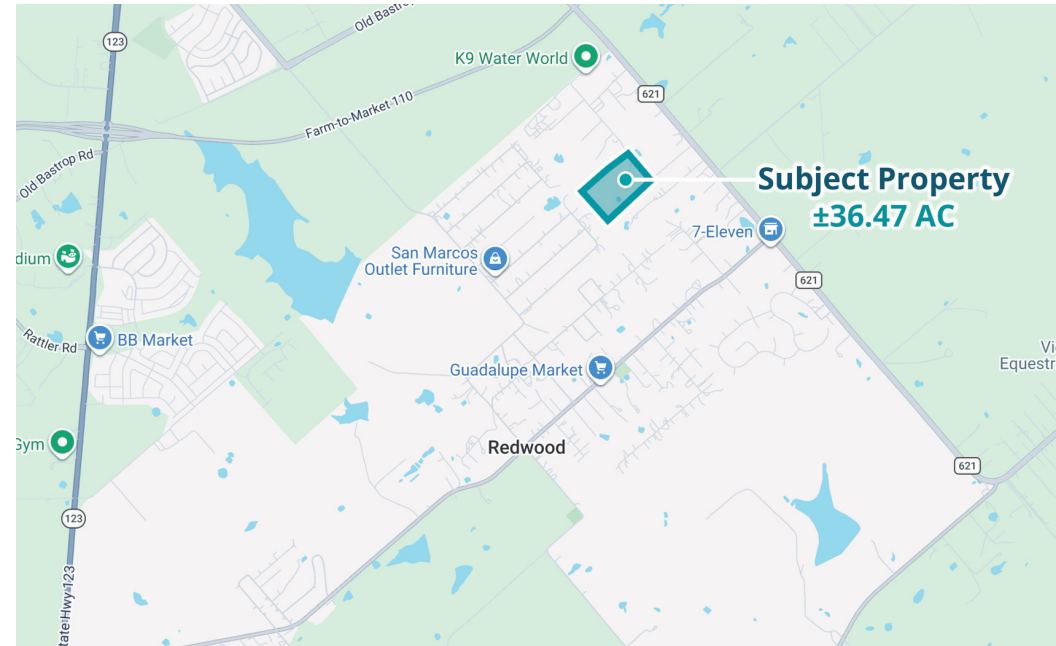 Old Bastrop
123
K9 Water World
621
Farm-to-Market 110
Old Bastrop Rd
Subject Property
±36.47 AC
7-Eleven
San Marcos
Outlet Furniture
dium
621
Rattler Rd
BB Market
Vi
Equestr
Guadalupe Market
Gym
Redwood
621
123
tate Hwy 123